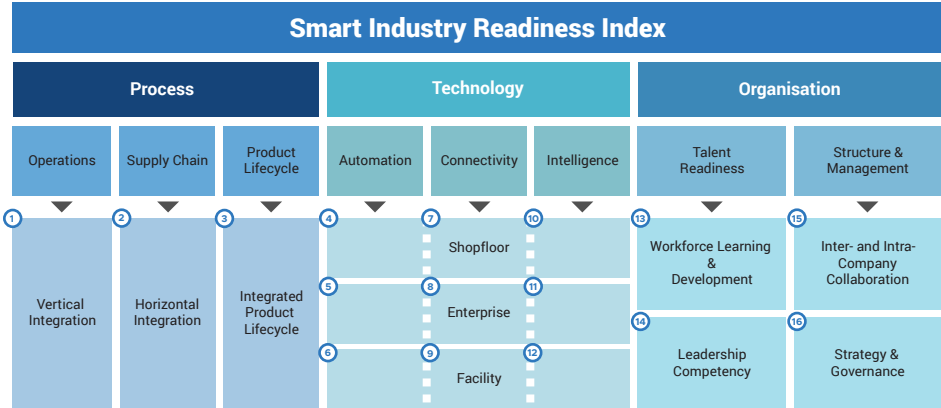 Smart Industry Readiness Index
Process
Technology
Organisation
Operations
Supply Chain
Product
Lifecycle
Automation
Connectivity
Intelligence
Talent
Readiness
Structure &
Management
1
2
3
4
7
10
13
15
Vertical
Integration
Horizontal
Integration
Integrated
Product
Lifecycle
Shopfloor
5
8
11
Enterprise
6
9
12
Facility
Workforce Learning
&
Development
Inter- and Intra-
Company
Collaboration
14
16
Leadership
Competency
Strategy &
Governance